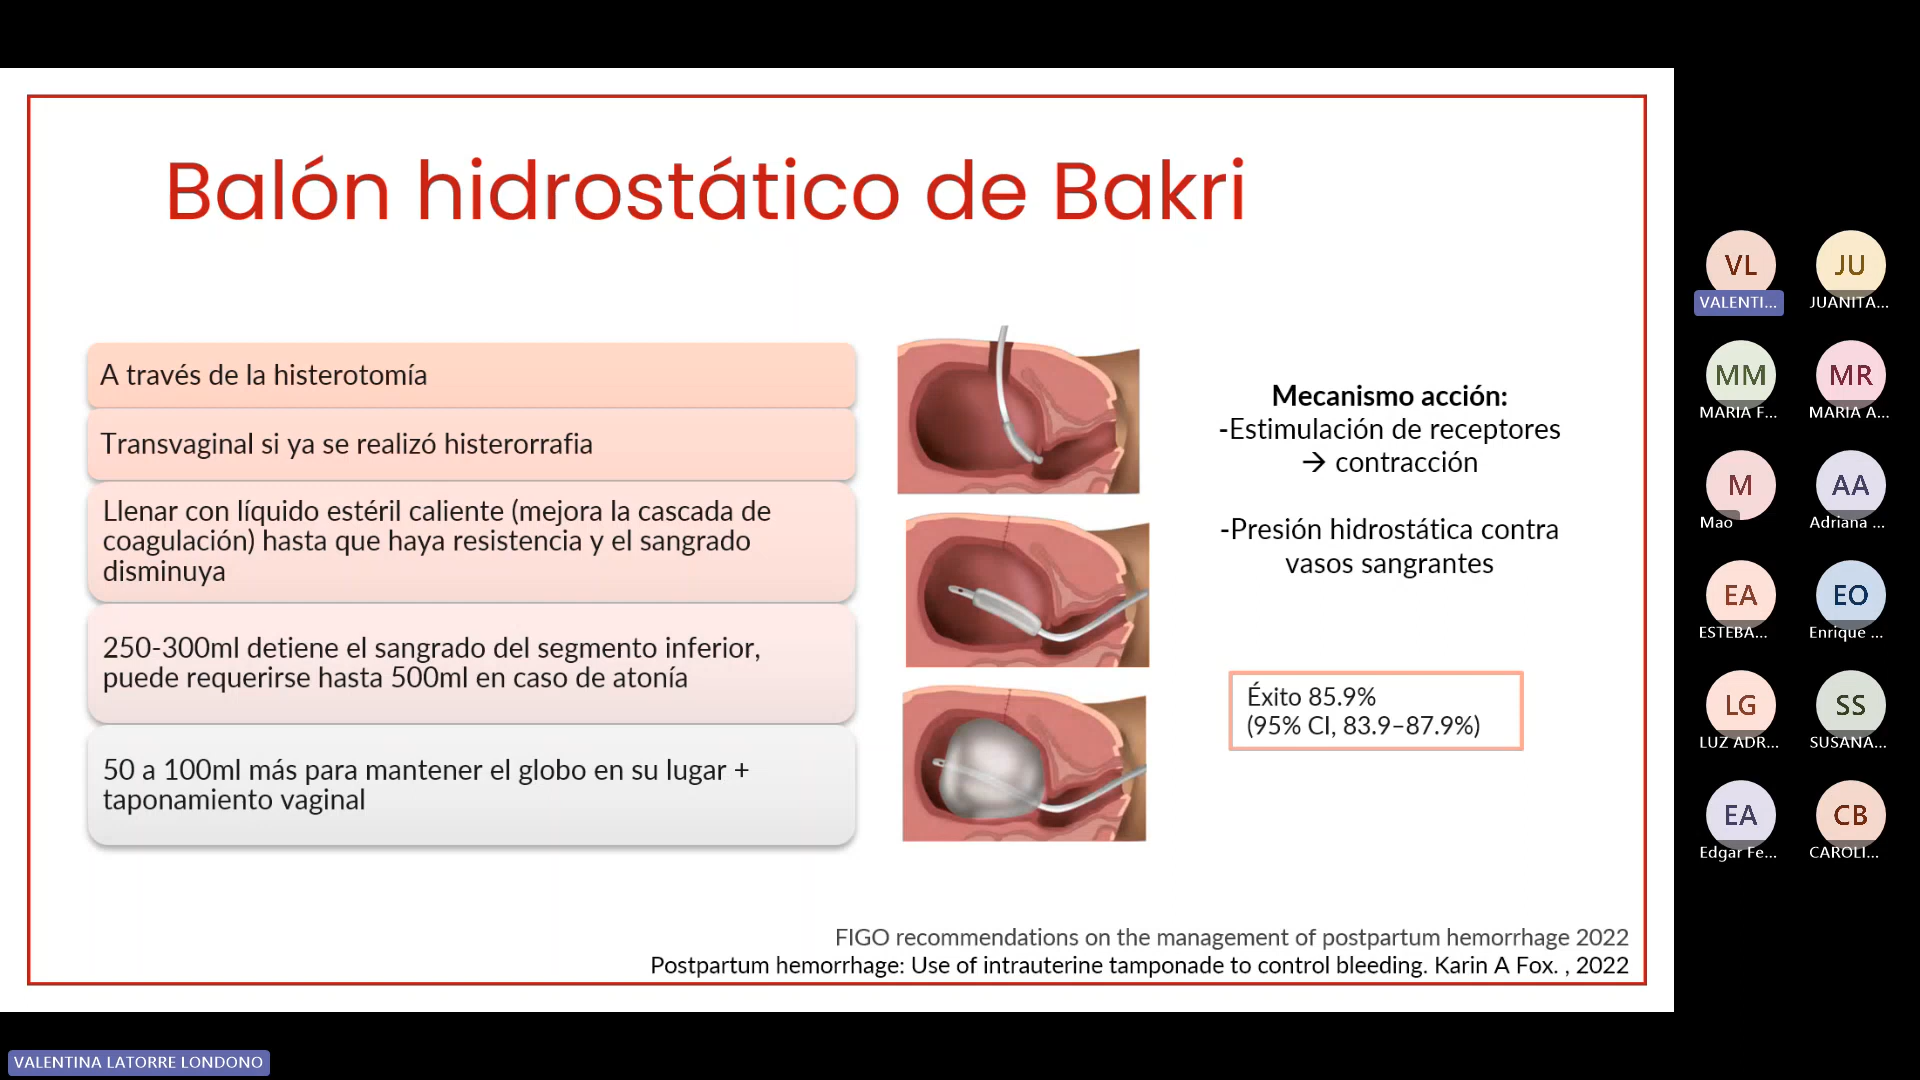 Balón hidrostático de Bakri
A través de la histerotomía
Transvaginal si ya se realizó histerorrafia
Llenar con líquido estéril caliente (mejora la cascada de
coagulación) hasta que haya resistencia y el sangrado
disminuya
250-300ml detiene el sangrado del segmento inferior,
puede requerirse hasta 500ml en caso de atonía
50 a 100ml más para mantener el globo en su lugar +
taponamiento vaginal
Mecanismo acción:
-Estimulación de receptores
→ contracción
-Presión hidrostática contra
vasos sangrantes
Éxito 85.9%
(95% CI, 83.9–87.9%)
FIGO recommendations on the management of postpartum hemorrhage 2022
Postpartum hemorrhage: Use of intrauterine tamponade to control bleeding. Karin A Fox. , 2022
VL
VALENTI...
JU
JUANITA...
MM
MARIA F...
MR
MARIA A...
M
Mao
AA
Adriana ...
EA
ESTEBA...
EO
Enrique ...
LG
LUZ ADR...
SS
SUSANA...
EA
Edgar Fe...
CB
CAROLI...
VALENTINA LATORRE LONDONO